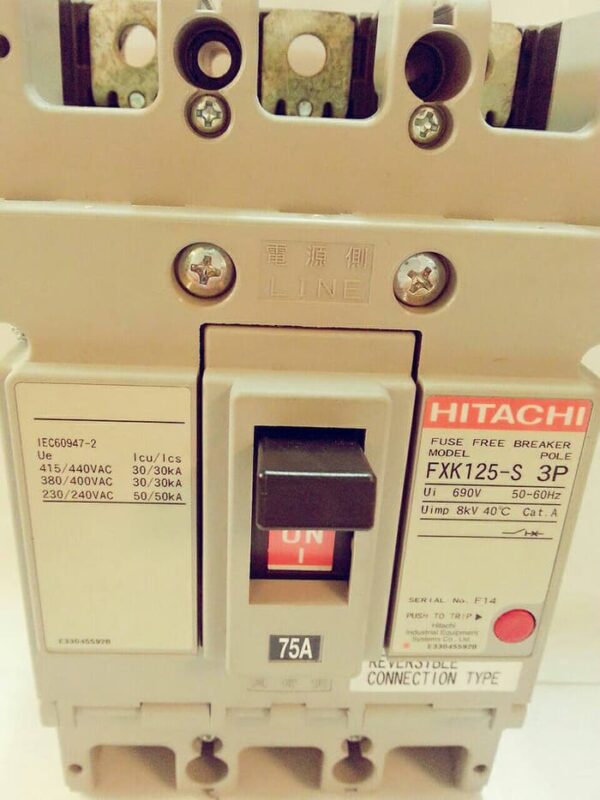 電源側
LINE
IEC60947-2
Ue Icu/Ics
415/440VAC 30/30kA
380/400VAC 30/30kA
230/240VAC 50/50kA
E33045592B
ON
I
75A
HITACHI
FUSE FREE BREAKER
MODEL POLE
FXK125-S 3P
Ui 690V 50-60Hz
Uimp 8kV 40℃ Cat.A
SERIAL No. F14
PUSH TO TRIP ▶
Hitachi
Industrial Equipment
Systems Co., Ltd.
E33045592B
REVERSIBLE
CONNECTION TYPE